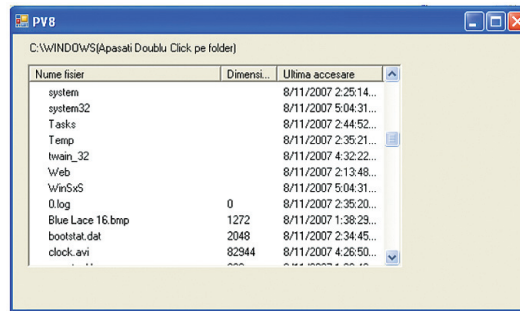 PV8
C:\WINDOWS(Apasati Doublu Click pe folder)
Nume fisier Dimensi... Ultima accesare
system 8/11/2007 2:25:14...
system32 8/11/2007 5:04:31...
Tasks 8/11/2007 2:44:52...
Temp 8/11/2007 2:35:21...
twain_32 8/11/2007 4:32:22...
Web 8/11/2007 2:13:48...
WinSxS 8/11/2007 5:04:31...
0.log 0 8/11/2007 2:35:20...
Blue Lace 16.bmp 1272 8/11/2007 1:38:29...
bootstat.dat 2048 8/11/2007 2:34:45...
clock.avi 82944 8/11/2007 4:26:50...